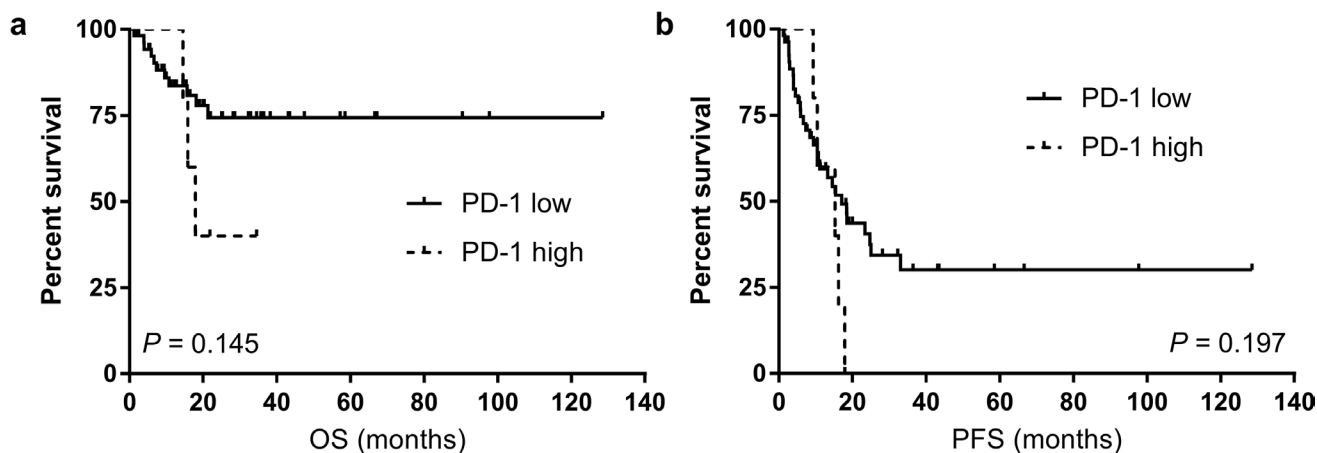 a
Percent survival
100
75
50
25
0
PD-1 low
PD-1 high
P = 0.145
0 20 40 60 80 100 120 140
OS (months)
b
Percent survival
100
75
50
25
0
PD-1 low
PD-1 high
P = 0.197
0 20 40 60 80 100 120 140
PFS (months)